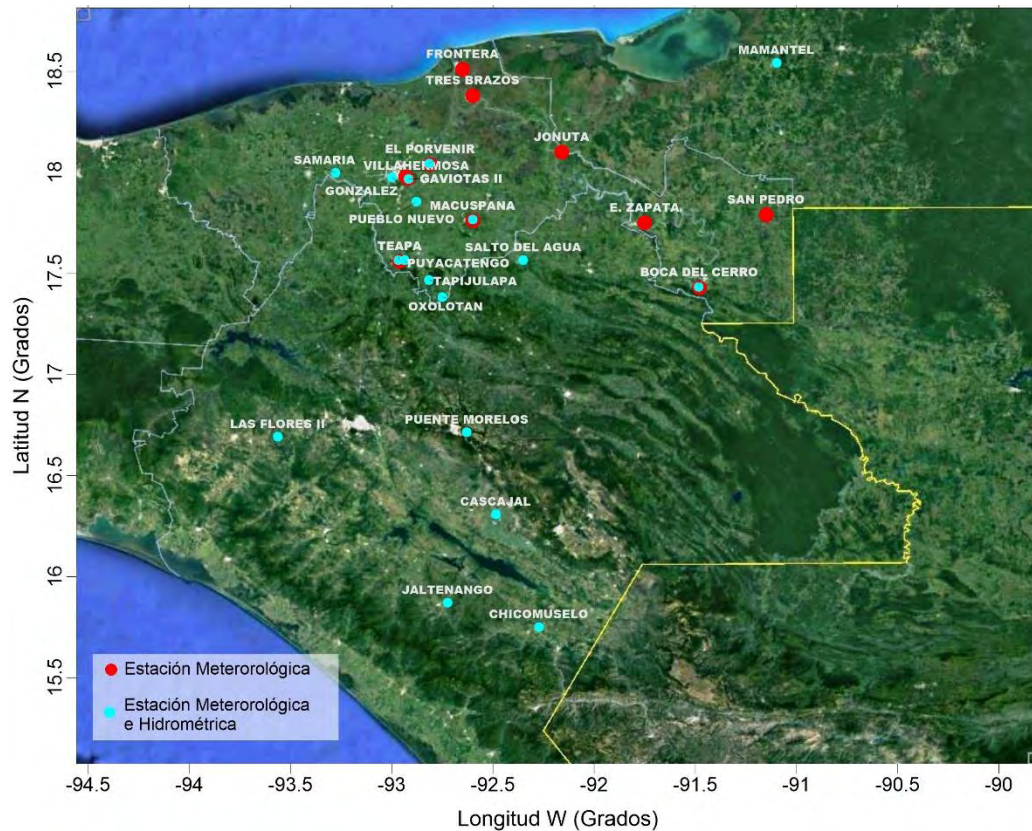 FRONTERA
MAMANTEL
TRES BRAZOS
JONUTA
EL PORVENIR
SAMARIA
VILLAHERMOSA
GAVIOTAS II
GONZALEZ
MACUSPANA
SAN PEDRO
E. ZAPATA
PUEBLO NUEVO
TEAPA
SALTO DEL AGUA
PUYACATENGO
BOCA DEL CERRO
TAPIJULAPA
OXOLOTAN
LAS FLORES II
PUENTE MORELOS
CASCAJAL
JALTENANGO
CHICOMUSELO
Estación Meterorológica
Estación Meterorológica
e Hidrométrica
Latitud N (Grados)
18.5
18
17.5
17
16.5
16
15.5
-94.5 -94 -93.5 -93 -92.5 -92 -91.5 -91 -90.5 -90
Longitud W (Grados)